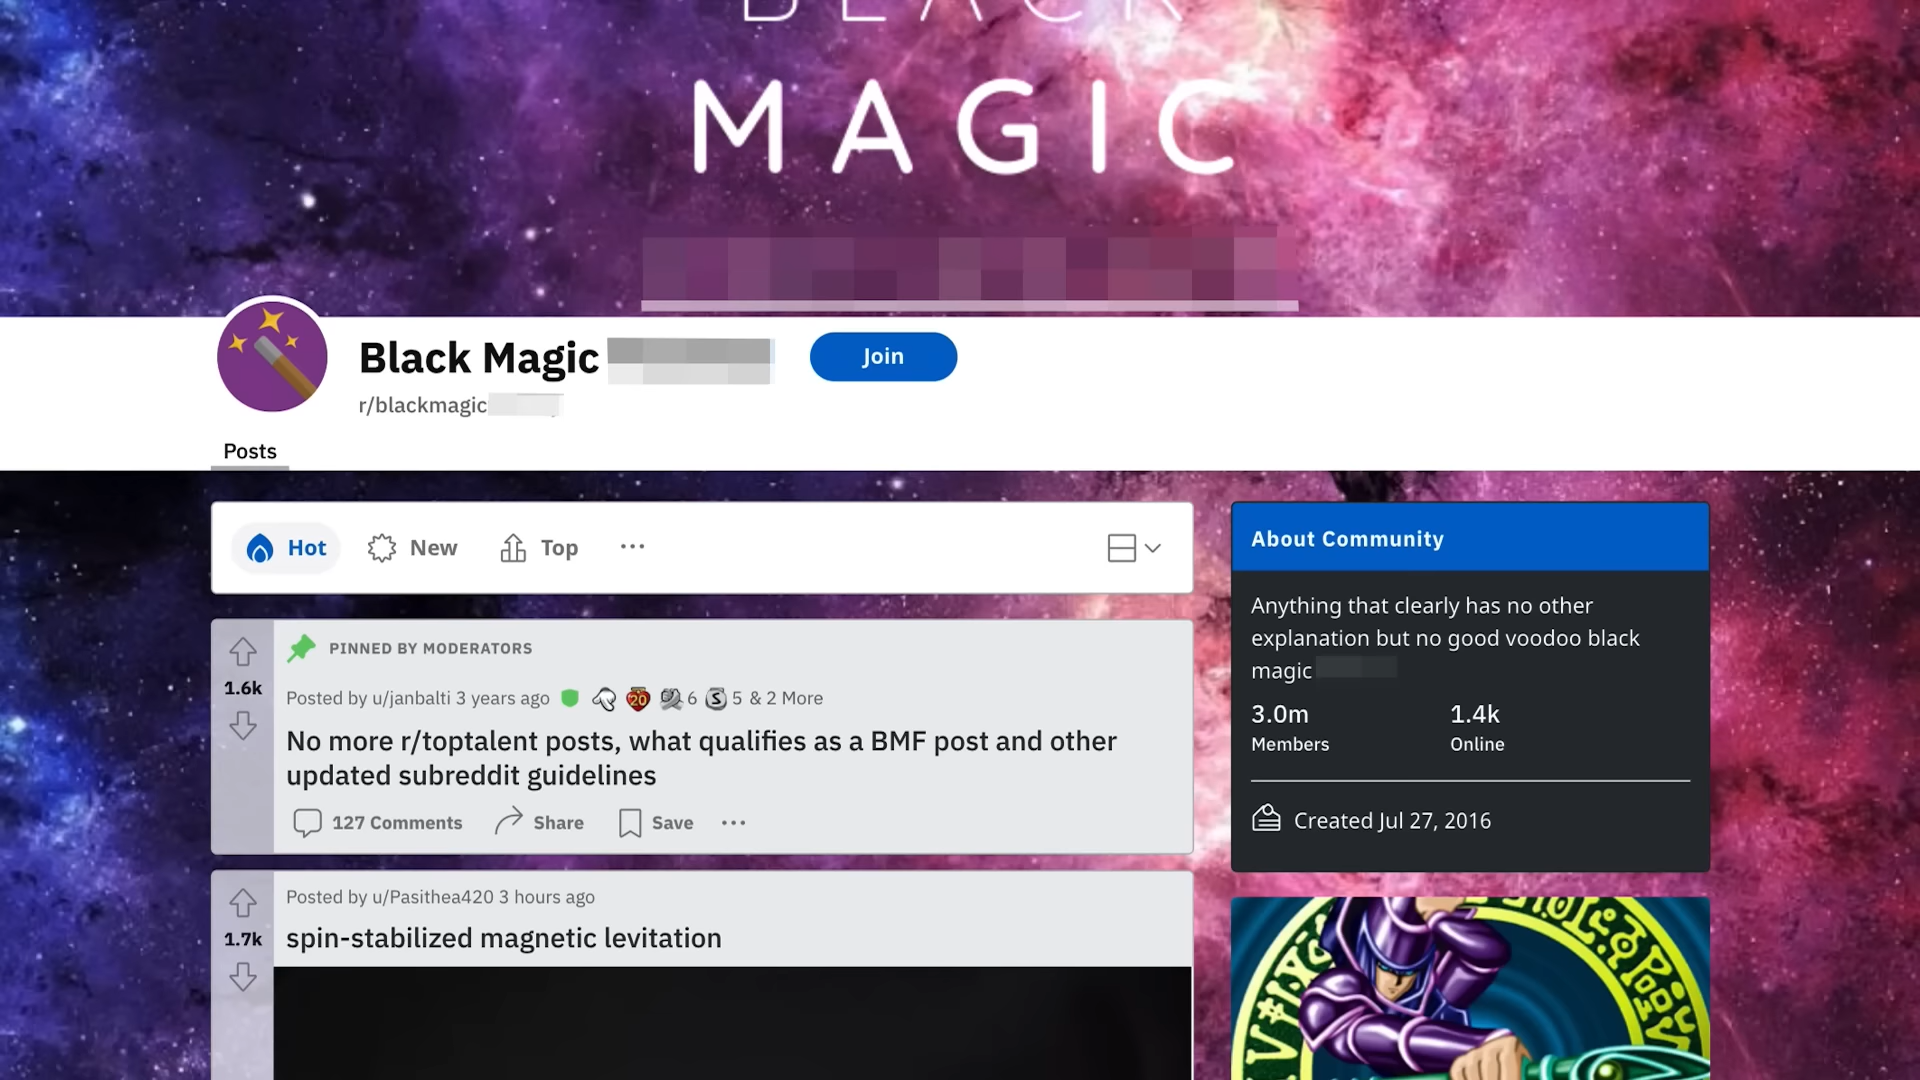 BLACK
MAGIC
Black Magic
Join
r/blackmagic
Posts
Hot New Top ...
About Community
Anything that clearly has no other
explanation but no good voodoo black
magic
3.0m 1.4k
Members Online
Created Jul 27, 2016
PINNED BY MODERATORS
1.6k
Posted by u/janbalti 3 years ago 20 6 S 5 & 2 More
No more r/toptalent posts, what qualifies as a BMF post and other
updated subreddit guidelines
127 Comments Share Save ...
Posted by u/Pasithea420 3 hours ago
1.7k
spin-stabilized magnetic levitation